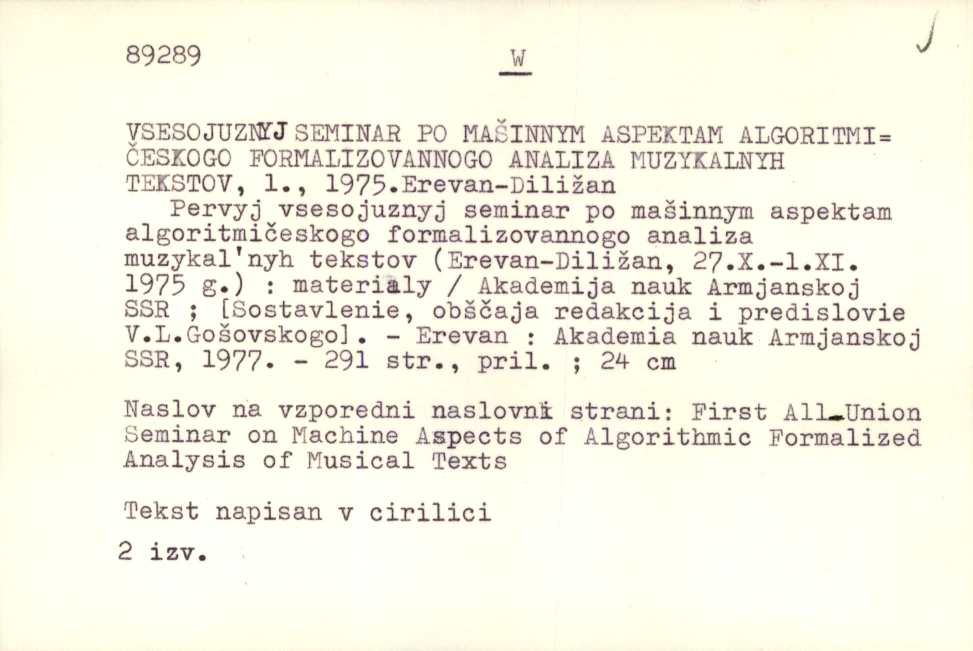 89289 W
VSESOJUZNYJ SEMINAR PO MAŠINNYM ASPEKTAM ALGORITMI=
ČESKOGO FORMALIZOVANNOGO ANALIZA MUZYKALNYH
TEKSTOV, 1., 1975.Erevan-Diližan
Pervyj vsesojuznyj seminar po mašinnym aspektam
algoritmičeskogo formalizovannogo analiza
muzykal'nyh tekstov (Erevan-Diližan, 27.X.-1.XI.
1975 g.) : materialy / Akademija nauk Armjanskoj
SSR ; [Sostavlenie, obščaja redakcija i predislovie
V.L.Gošovskogo]. - Erevan : Akademia nauk Armjanskoj
SSR, 1977. - 291 str., pril. ; 24 cm
Naslov na vzporedni naslovni strani: First All-Union
Seminar on Machine Aspects of Algorithmic Formalized
Analysis of Musical Texts
Tekst napisan v cirilici
2 izv.